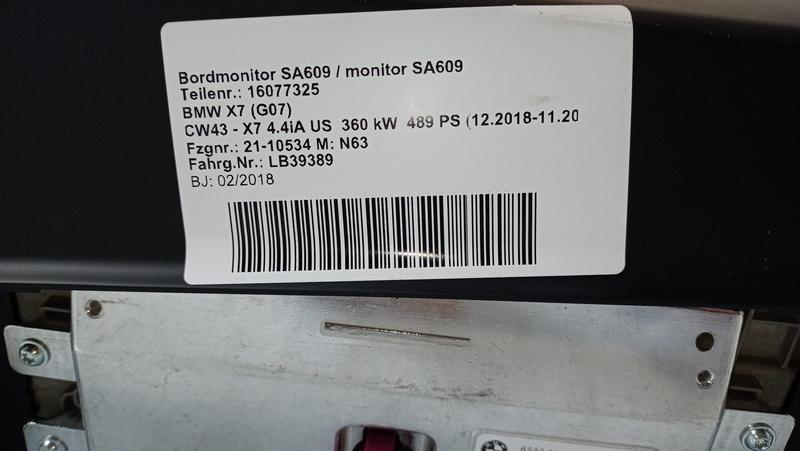 Bordmonitor SA609 / monitor SA609
Teilenr.: 16077325
BMW X7 (G07)
CW43 - X7 4.4iA US 360 kW 489 PS (12.2018-11.20
Fzgnr.: 21-10534 M: N63
Fahrg.Nr.: LB39389
BJ: 02/2018